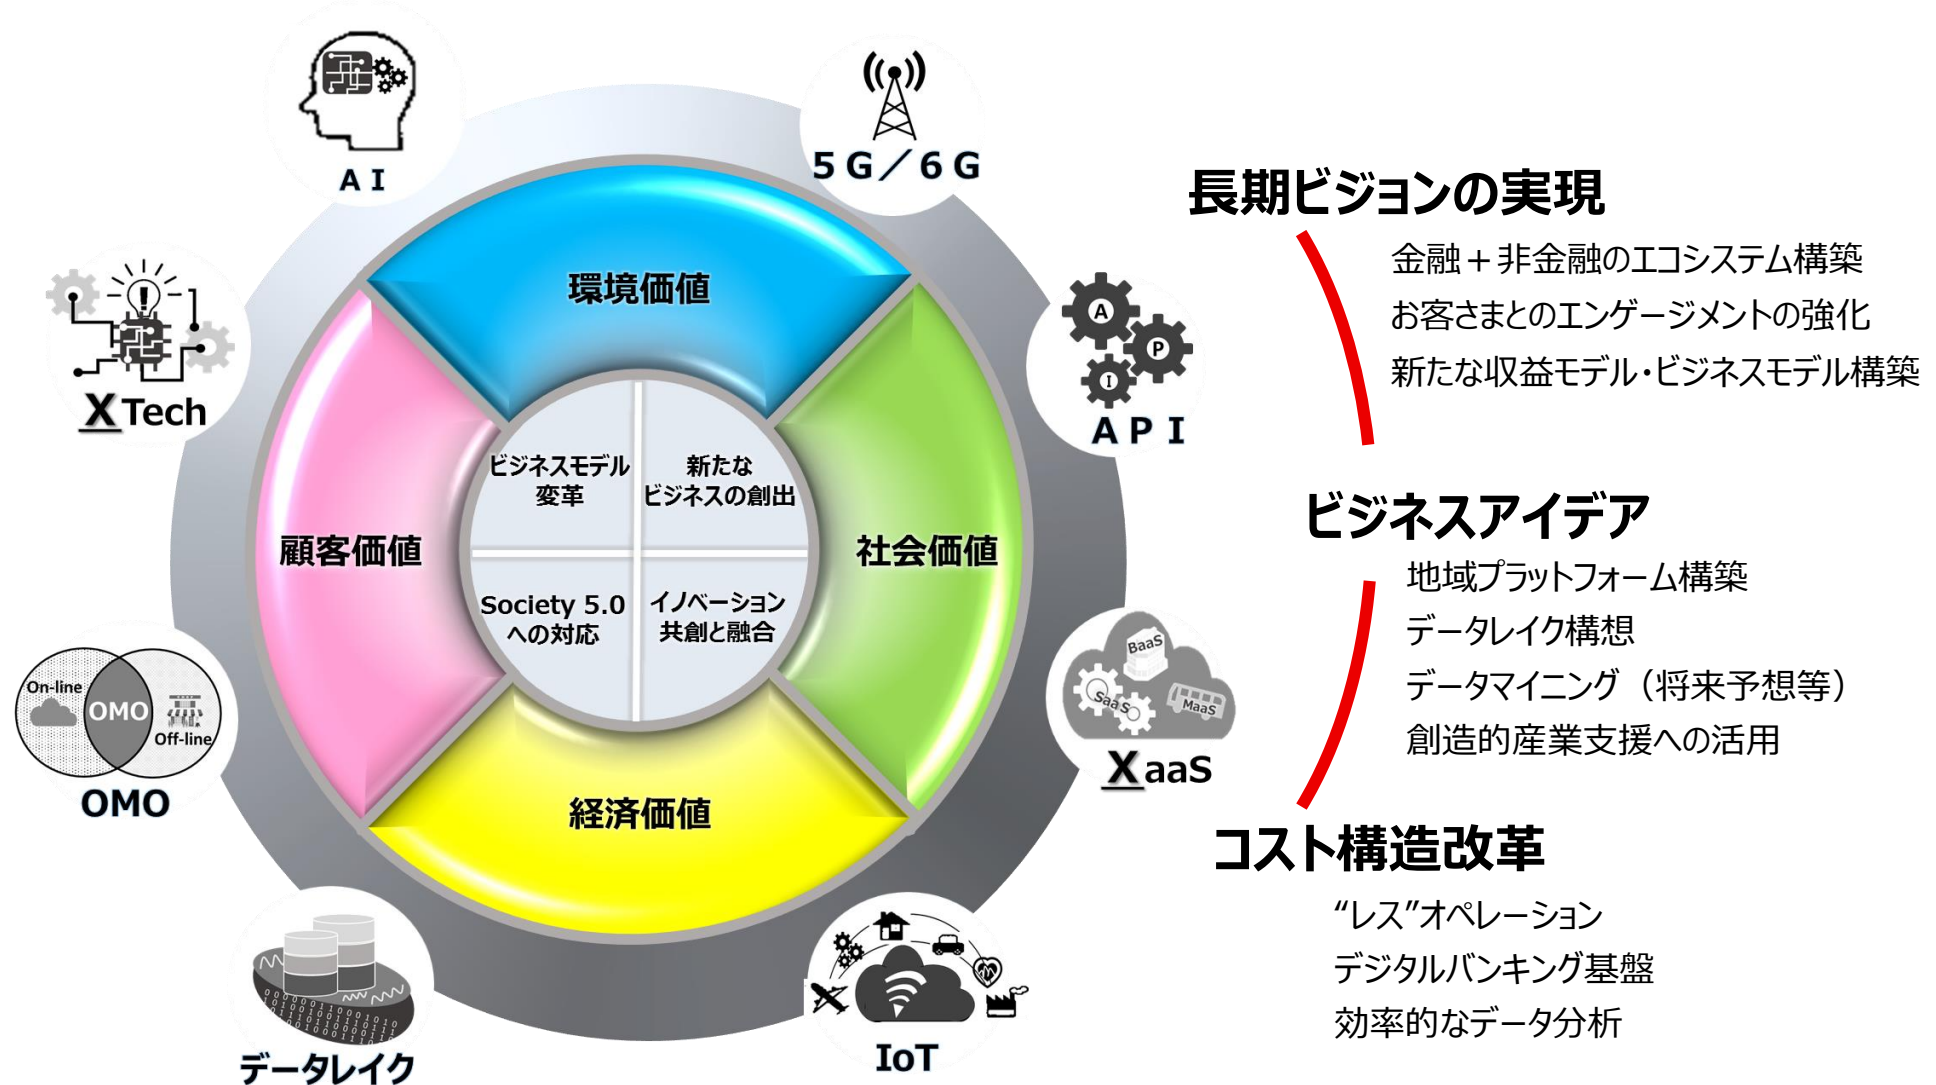 AI
5G／6G
XTech
API
A
P
I
On-line
OMO
Off-line
OMO
BaaS
SaaS
MaaS
XaaS
データレイク
IoT
環境価値
顧客価値
社会価値
経済価値
ビジネスモデル
変革
新たな
ビジネスの創出
Society 5.0
への対応
イノベーション
共創と融合
長期ビジョンの実現
金融＋非金融のエコシステム構築
お客さまとのエンゲージメントの強化
新たな収益モデル・ビジネスモデル構築
ビジネスアイデア
地域プラットフォーム構築
データレイク構想
データマイニング（将来予想等）
創造的産業支援への活用
コスト構造改革
“レス”オペレーション
デジタルバンキング基盤
効率的なデータ分析